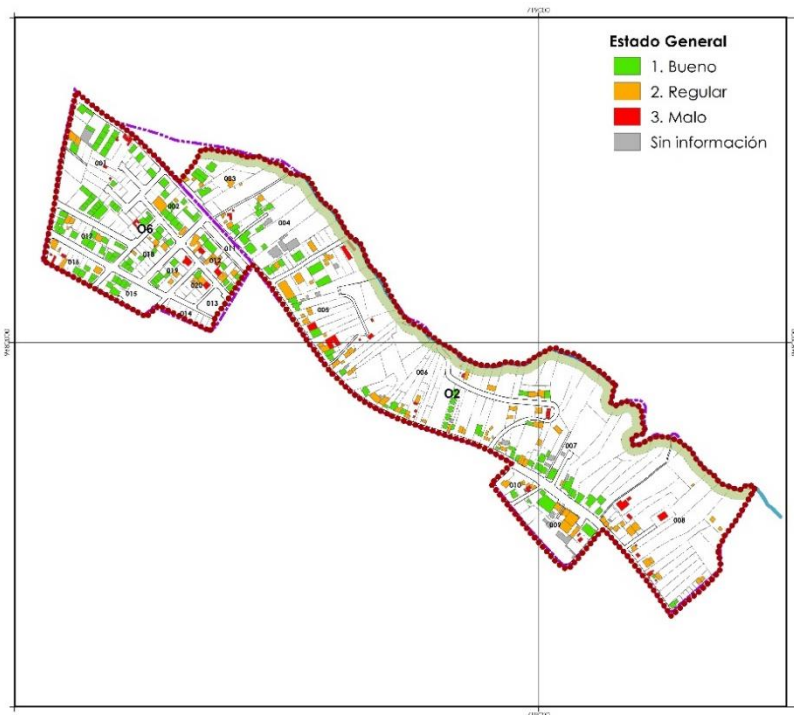 Estado General
1. Bueno
2. Regular
3. Malo
Sin información
001
002
003
004
O6
017
018
011
016
019
012
005
015
020
013
014
006
O2
007
010
009
008